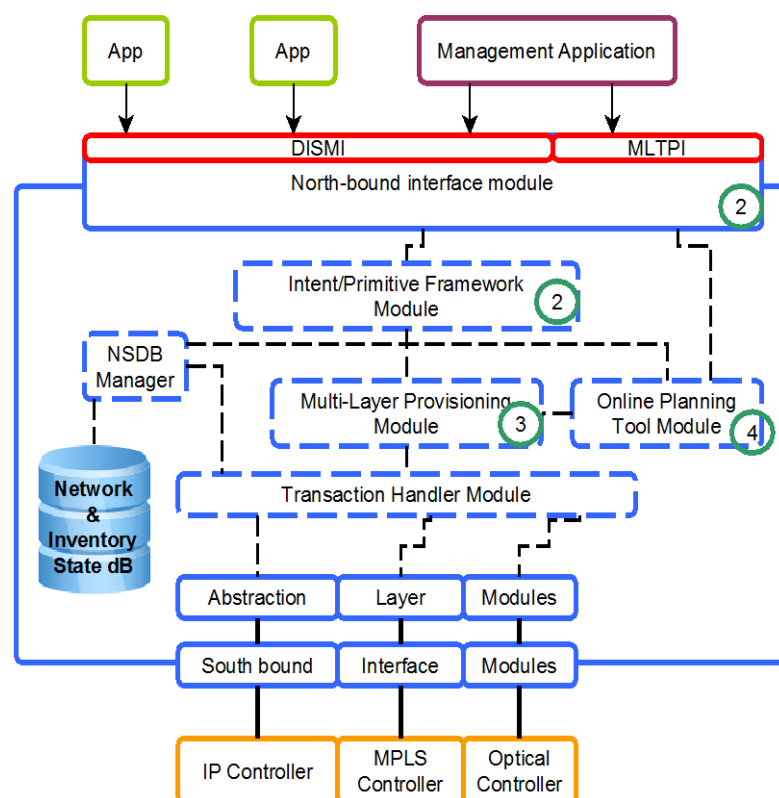 App
App
Management Application
DISMI
MLTPI
North-bound interface module
2
Intent/Primitive Framework
Module
2
NSDB
Manager
Multi-Layer Provisioning
Module
3
Online Planning
Tool Module
4
Network
&
Inventory
State dB
Transaction Handler Module
Abstraction
Layer
Modules
South bound
Interface
Modules
IP Controller
MPLS
Controller
Optical
Controller